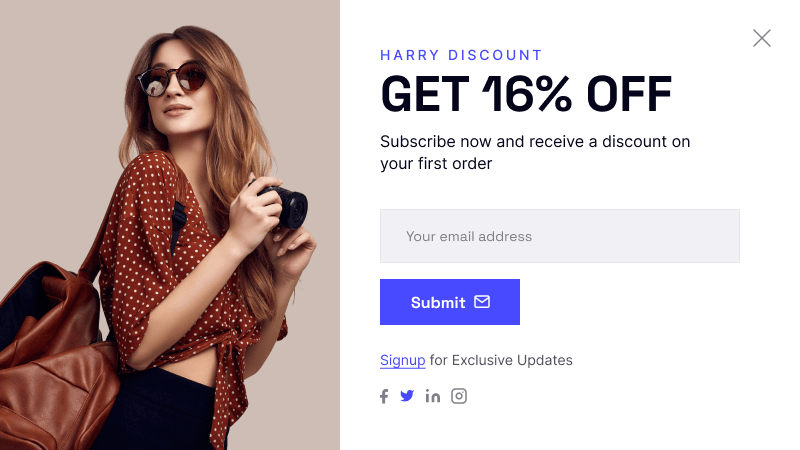 HARRY DISCOUNT
GET 16% OFF
Subscribe now and receive a discount on
your first order
Your email address
Submit
Signup for Exclusive Updates